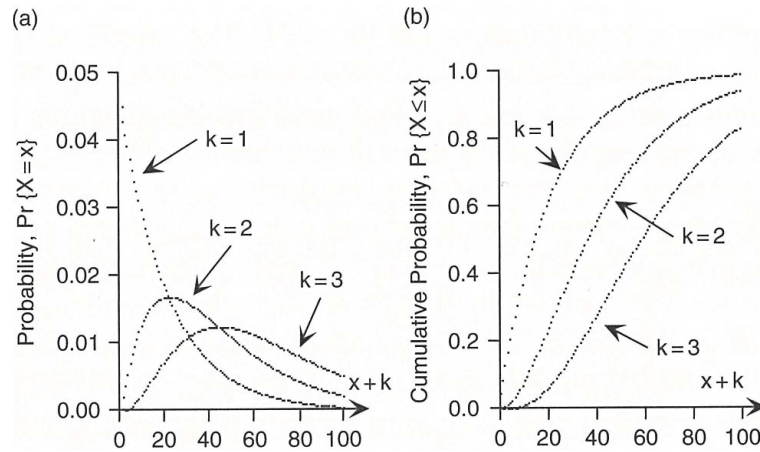 (a)
Probability, Pr {X = x}
0.05
0.04
0.03
0.02
0.01
0.00
k = 1
k = 2
k = 3
x + k
0 20 40 60 80 100
(b)
Cumulative Probability, Pr {X ≤ x}
1.0
0.8
0.6
0.4
0.2
0.0
k = 1
k = 2
k = 3
x + k
0 20 40 60 80 100